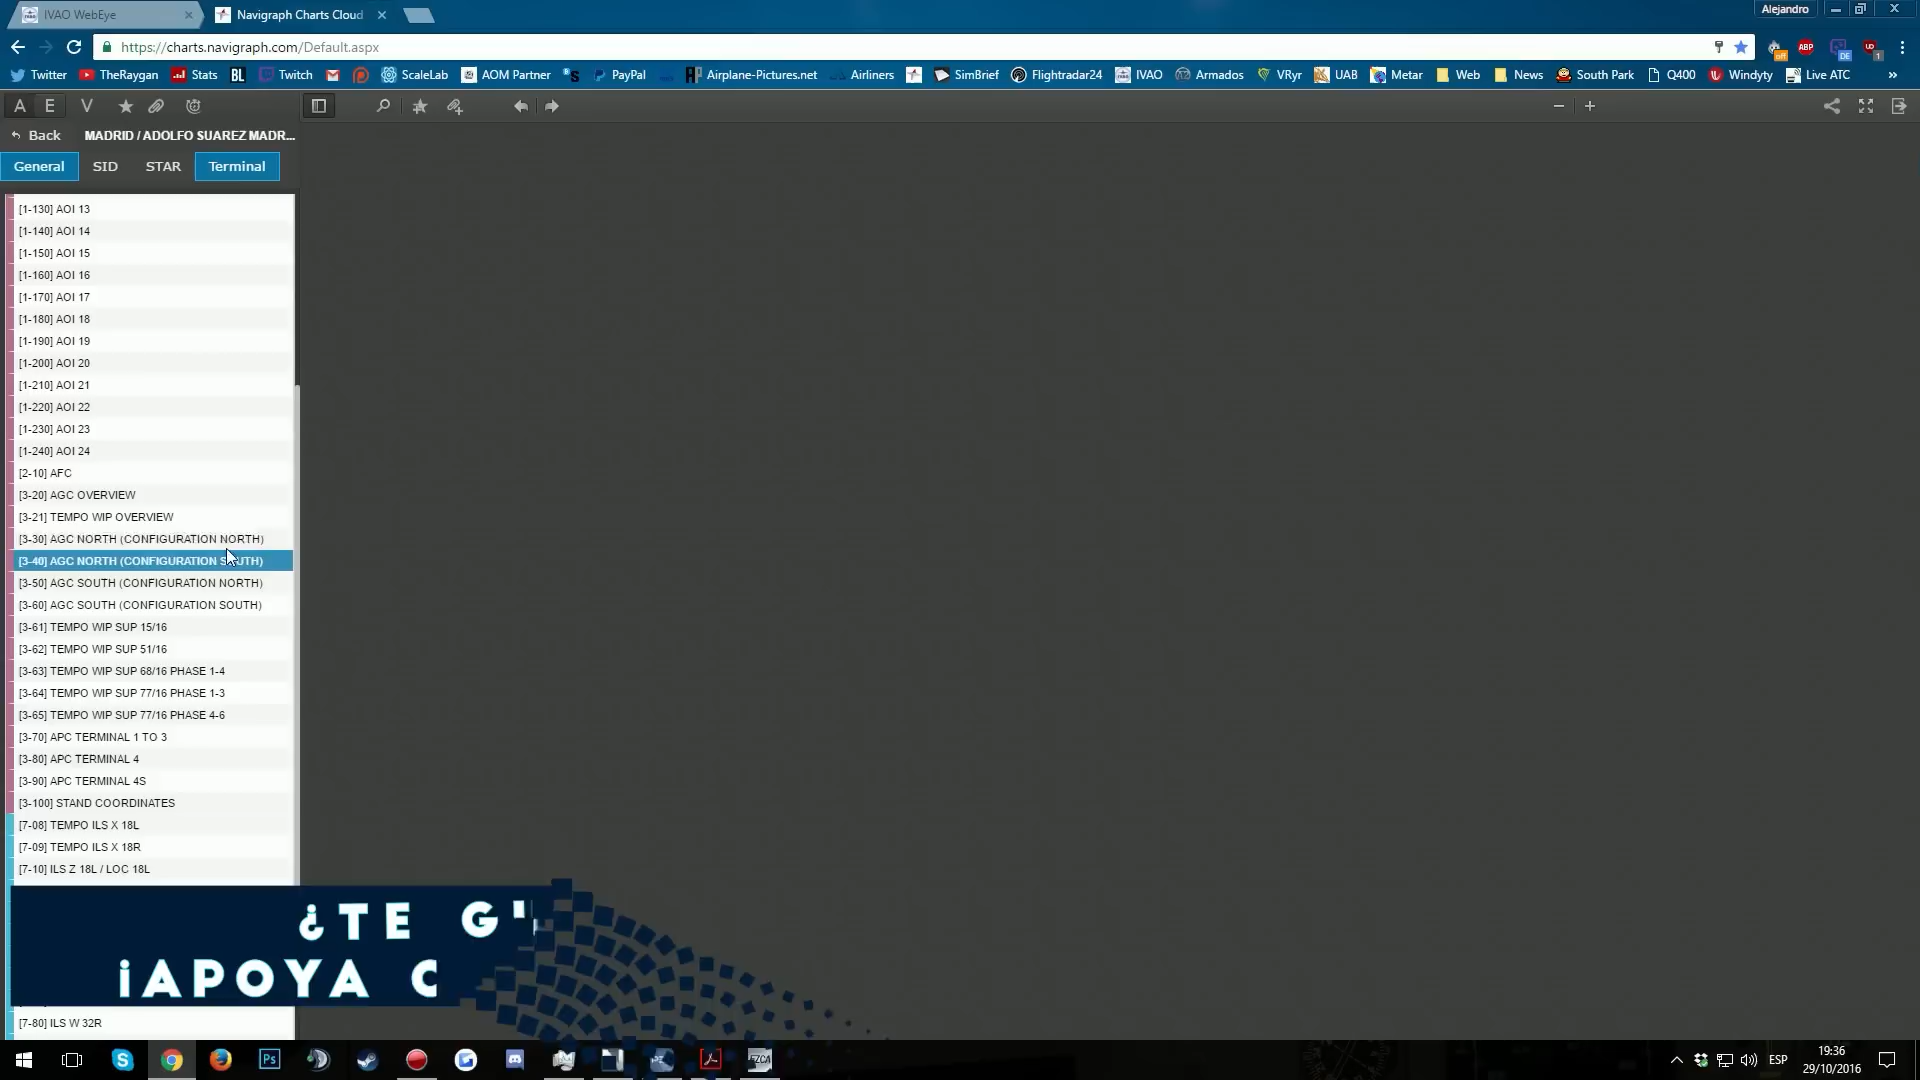 IVAO WebEye
Navigraph Charts Cloud
Alejandro
https://charts.navigraph.com/Default.aspx
Twitter
TheRaygan
Stats
BL
Twitch
ScaleLab
AOM Partner
PayPal
Airplane-Pictures.net
Airliners
SimBrief
Flightradar24
IVAO
Armados
VRyr
UAB
Metar
Web
News
South Park
Q400
Windyty
Live ATC
»
A E V
Back
MADRID / ADOLFO SUAREZ MADR...
General SID STAR Terminal
[1-130] AOI 13
[1-140] AOI 14
[1-150] AOI 15
[1-160] AOI 16
[1-170] AOI 17
[1-180] AOI 18
[1-190] AOI 19
[1-200] AOI 20
[1-210] AOI 21
[1-220] AOI 22
[1-230] AOI 23
[1-240] AOI 24
[2-10] AFC
[3-20] AGC OVERVIEW
[3-21] TEMPO WIP OVERVIEW
[3-30] AGC NORTH (CONFIGURATION NORTH)
[3-40] AGC NORTH (CONFIGURATION SOUTH)
[3-50] AGC SOUTH (CONFIGURATION NORTH)
[3-60] AGC SOUTH (CONFIGURATION SOUTH)
[3-61] TEMPO WIP SUP 15/16
[3-62] TEMPO WIP SUP 51/16
[3-63] TEMPO WIP SUP 68/16 PHASE 1-4
[3-64] TEMPO WIP SUP 77/16 PHASE 1-3
[3-65] TEMPO WIP SUP 77/16 PHASE 4-6
[3-70] APC TERMINAL 1 TO 3
[3-80] APC TERMINAL 4
[3-90] APC TERMINAL 4S
[3-100] STAND COORDINATES
[7-08] TEMPO ILS X 18L
[7-09] TEMPO ILS X 18R
[7-10] ILS Z 18L / LOC 18L
¿TE G
¡APOYA C
[7-80] ILS W 32R
ESP
19:36
29/10/2016